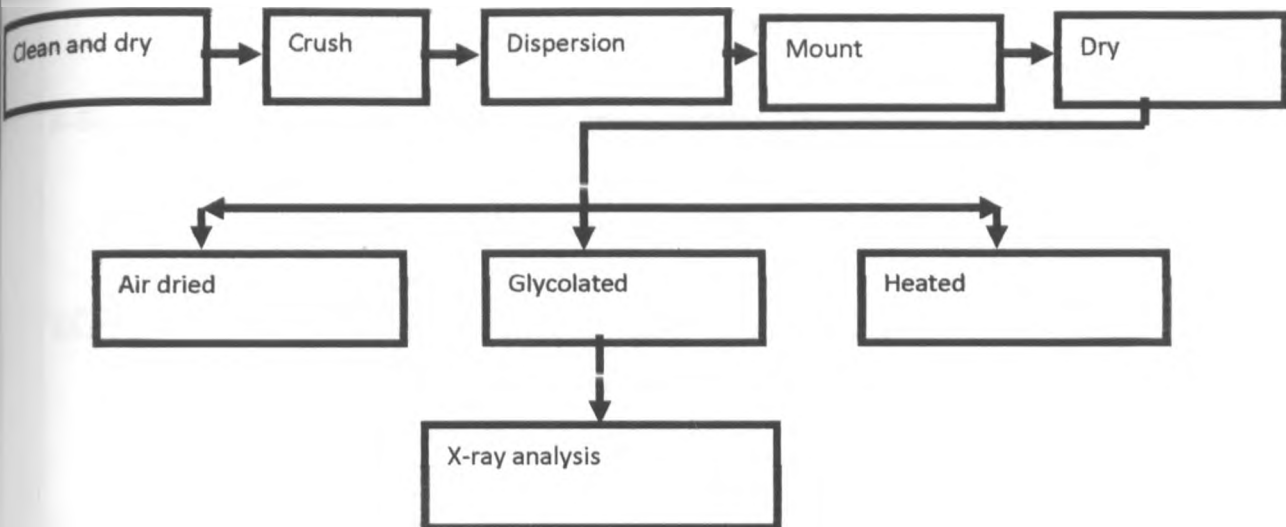 Clean and dry
Crush
Dispersion
Mount
Dry
Air dried
Glycolated
Heated
X-ray analysis